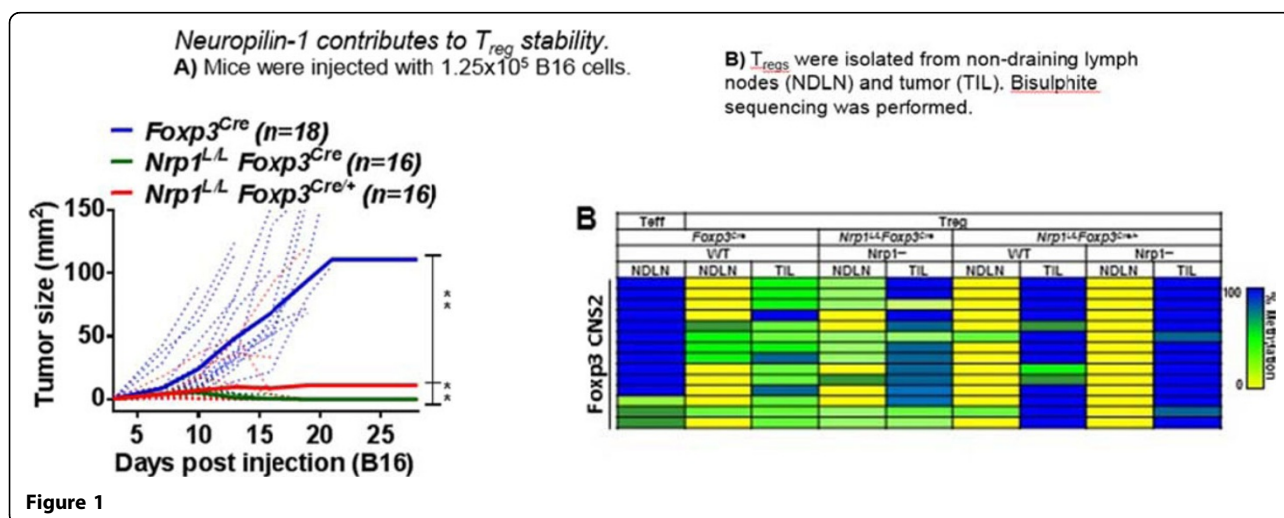 Neuropilin-1 contributes to Treg stability.
A) Mice were injected with 1.25x10⁵ B16 cells.
B) Tregs were isolated from non-draining lymph
nodes (NDLN) and tumor (TIL). Bisulphite
sequencing was performed.
Foxp3Cre (n=18)
Nrp1L/L Foxp3Cre (n=16)
Nrp1L/L Foxp3Cre/+ (n=16)
Tumor size (mm²)
150
100
50
0
5 10 15 20 25
Days post injection (B16)
**
**
B
Teff Treg
Foxp3Cre Nrp1L/LFoxp3Cre Nrp1L/LFoxp3Cre/+
WT Nrp1– WT Nrp1–
NDLN NDLN TIL NDLN TIL NDLN TIL NDLN TIL
Foxp3 CNS2
100
0
% Metylation
Figure 1